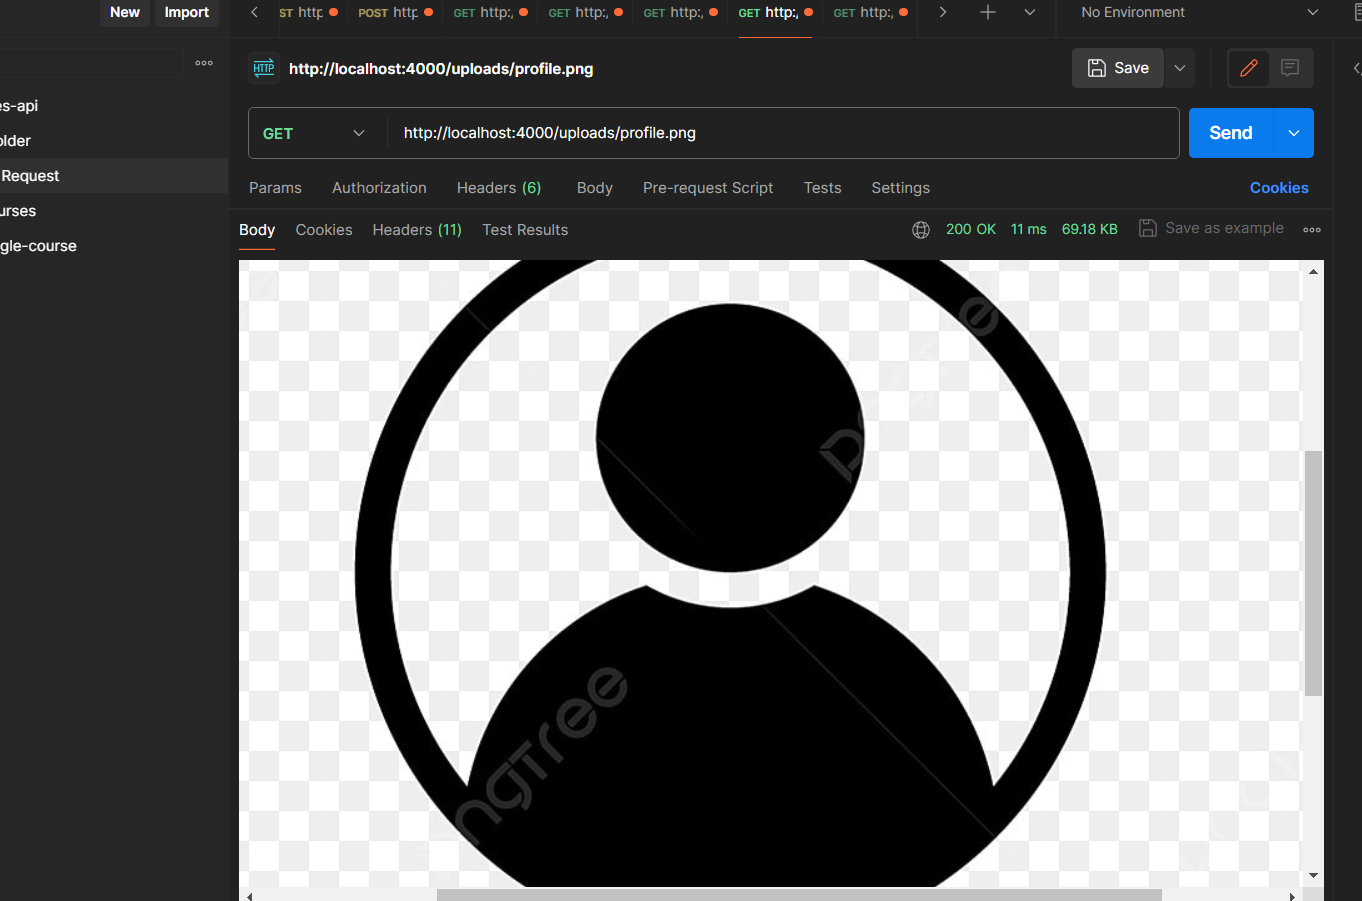 New Import
ST http POST http GET http:, GET http:, GET http:, GET http:, GET http:, No Environment
HTTP http://localhost:4000/uploads/profile.png Save
es-api
older
Request
urses
gle-course
GET http://localhost:4000/uploads/profile.png Send
Params Authorization Headers (6) Body Pre-request Script Tests Settings Cookies
Body Cookies Headers (11) Test Results 200 OK 11 ms 69.18 KB Save as example
ngtree